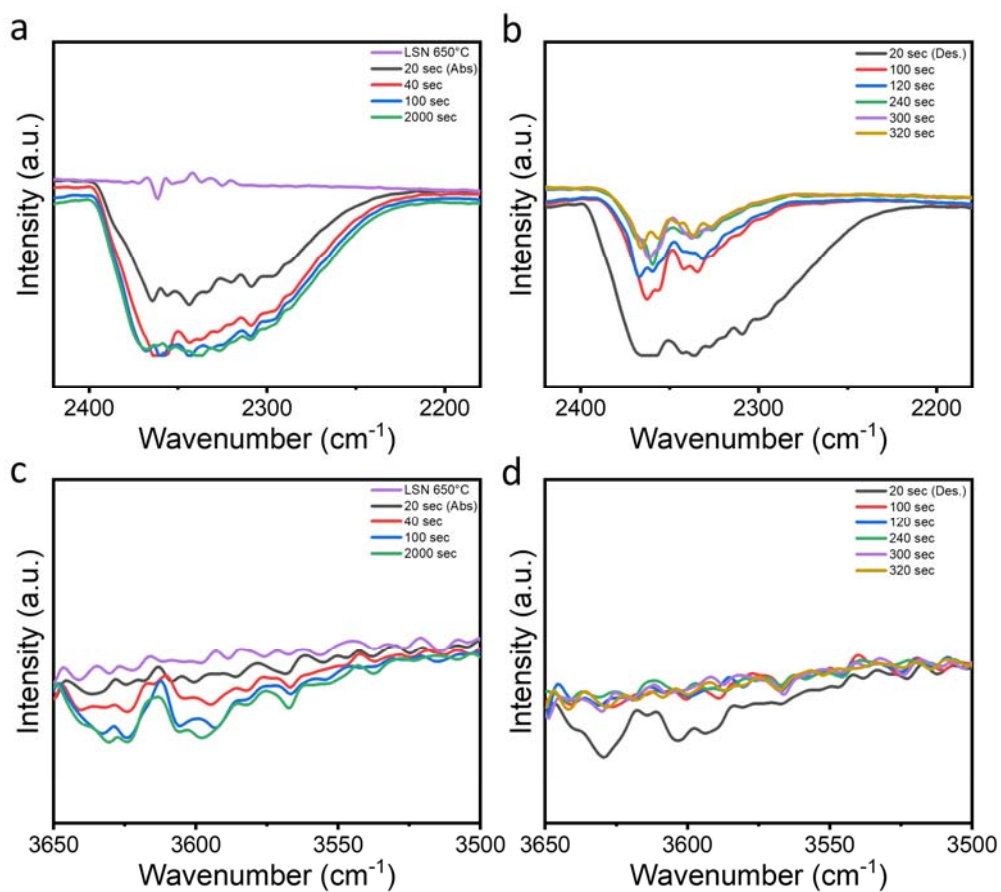 a
LSN 650°C
20 sec (Abs)
40 sec
100 sec
2000 sec
Intensity (a.u.)
2400
2300
2200
Wavenumber (cm⁻¹)
b
20 sec (Des.)
100 sec
120 sec
240 sec
300 sec
320 sec
Intensity (a.u.)
2400
2300
2200
Wavenumber (cm⁻¹)
c
LSN 650°C
20 sec (Abs)
40 sec
100 sec
2000 sec
Intensity (a.u.)
3650
3600
3550
3500
Wavenumber (cm⁻¹)
d
20 sec (Des.)
100 sec
120 sec
240 sec
300 sec
320 sec
Intensity (a.u.)
3650
3600
3550
3500
Wavenumber (cm⁻¹)